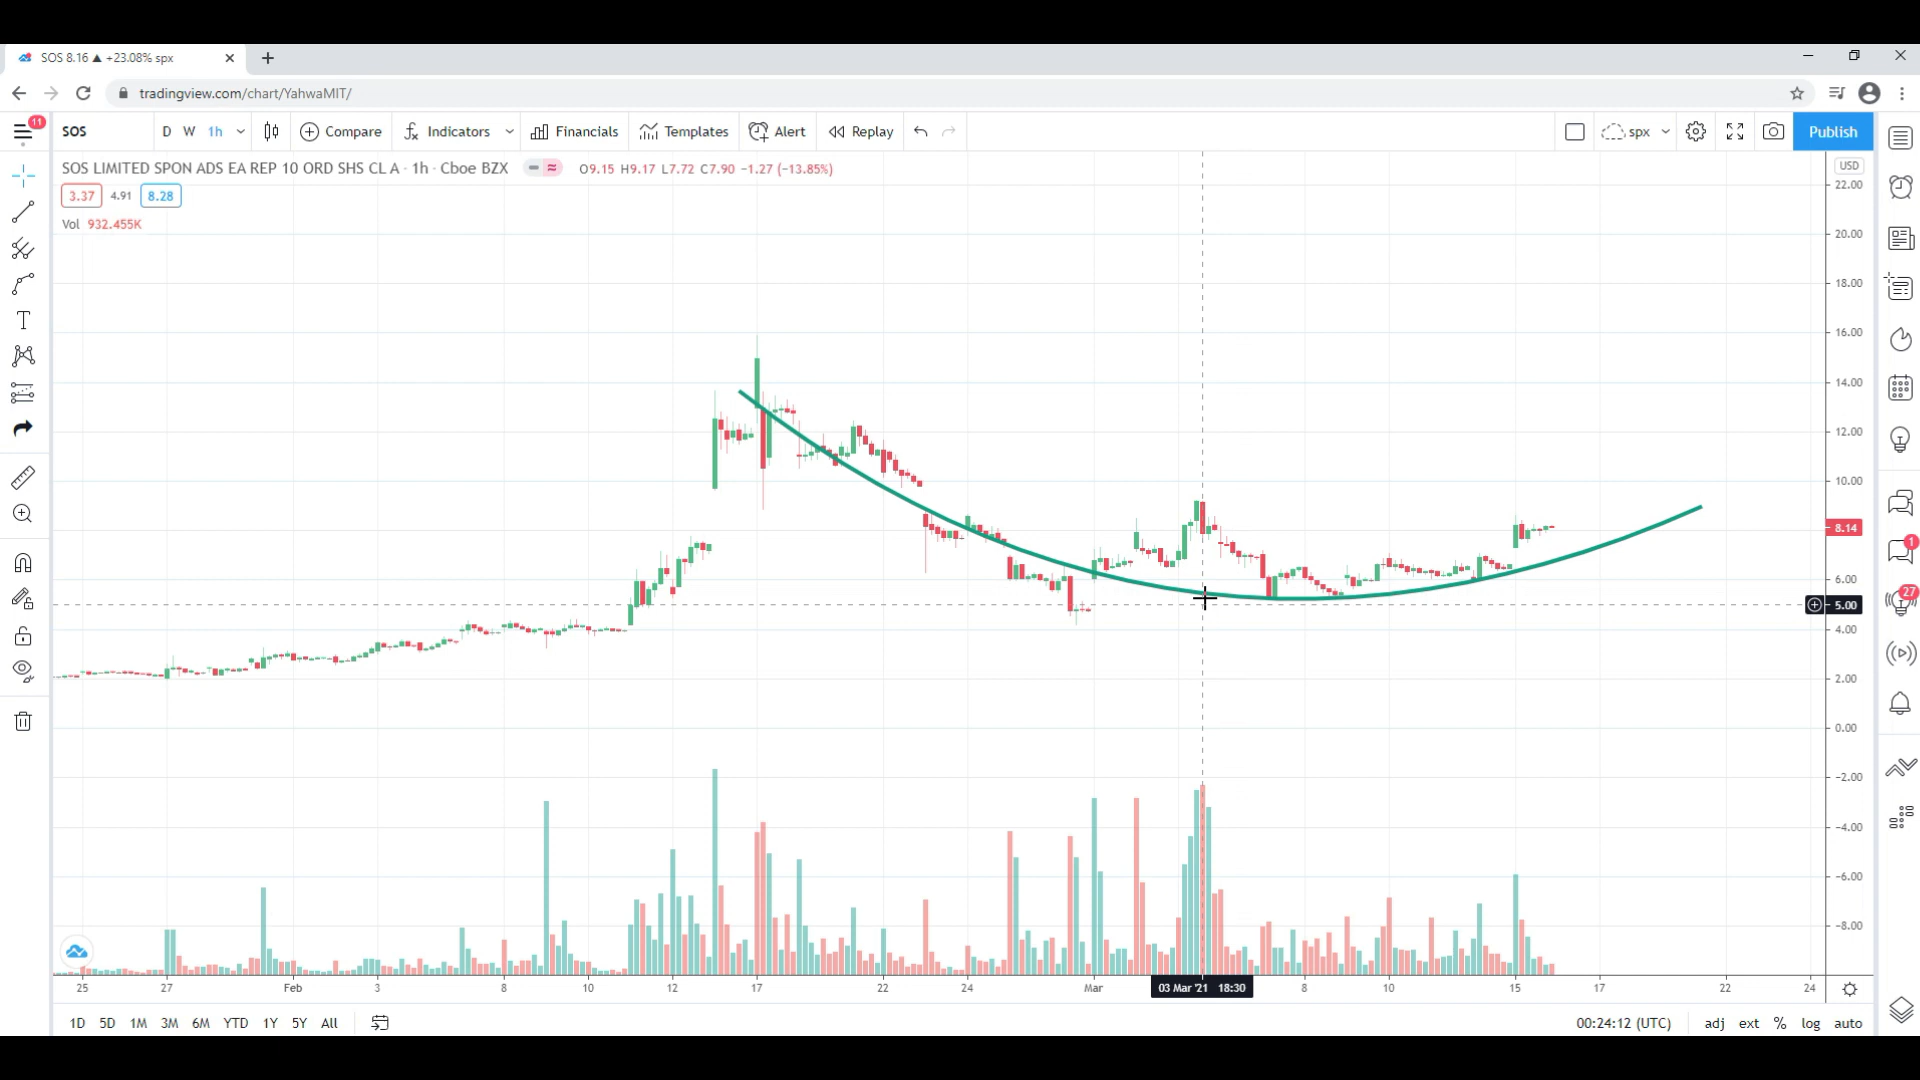 SOS 8.16 ▲ +23.08% spx
tradingview.com/chart/YahwaMIT/
11
SOS D W 1h Compare Indicators Financials Templates Alert Replay spx Publish
SOS LIMITED SPON ADS EA REP 10 ORD SHS CL A · 1h · Cboe BZX O9.15 H9.17 L7.72 C7.90 −1.27 (−13.85%)
3.37 4.91 8.28
Vol 932.455K
USD
22.00
20.00
18.00
16.00
14.00
12.00
10.00
8.14
6.00
5.00
4.00
2.00
0.00
−2.00
−4.00
−6.00
−8.00
1
27
25 27 Feb 3 8 10 12 17 22 24 Mar 03 Mar '21 18:30 8 10 15 17 22 24
1D 5D 1M 3M 6M YTD 1Y 5Y All 00:24:12 (UTC) adj ext % log auto